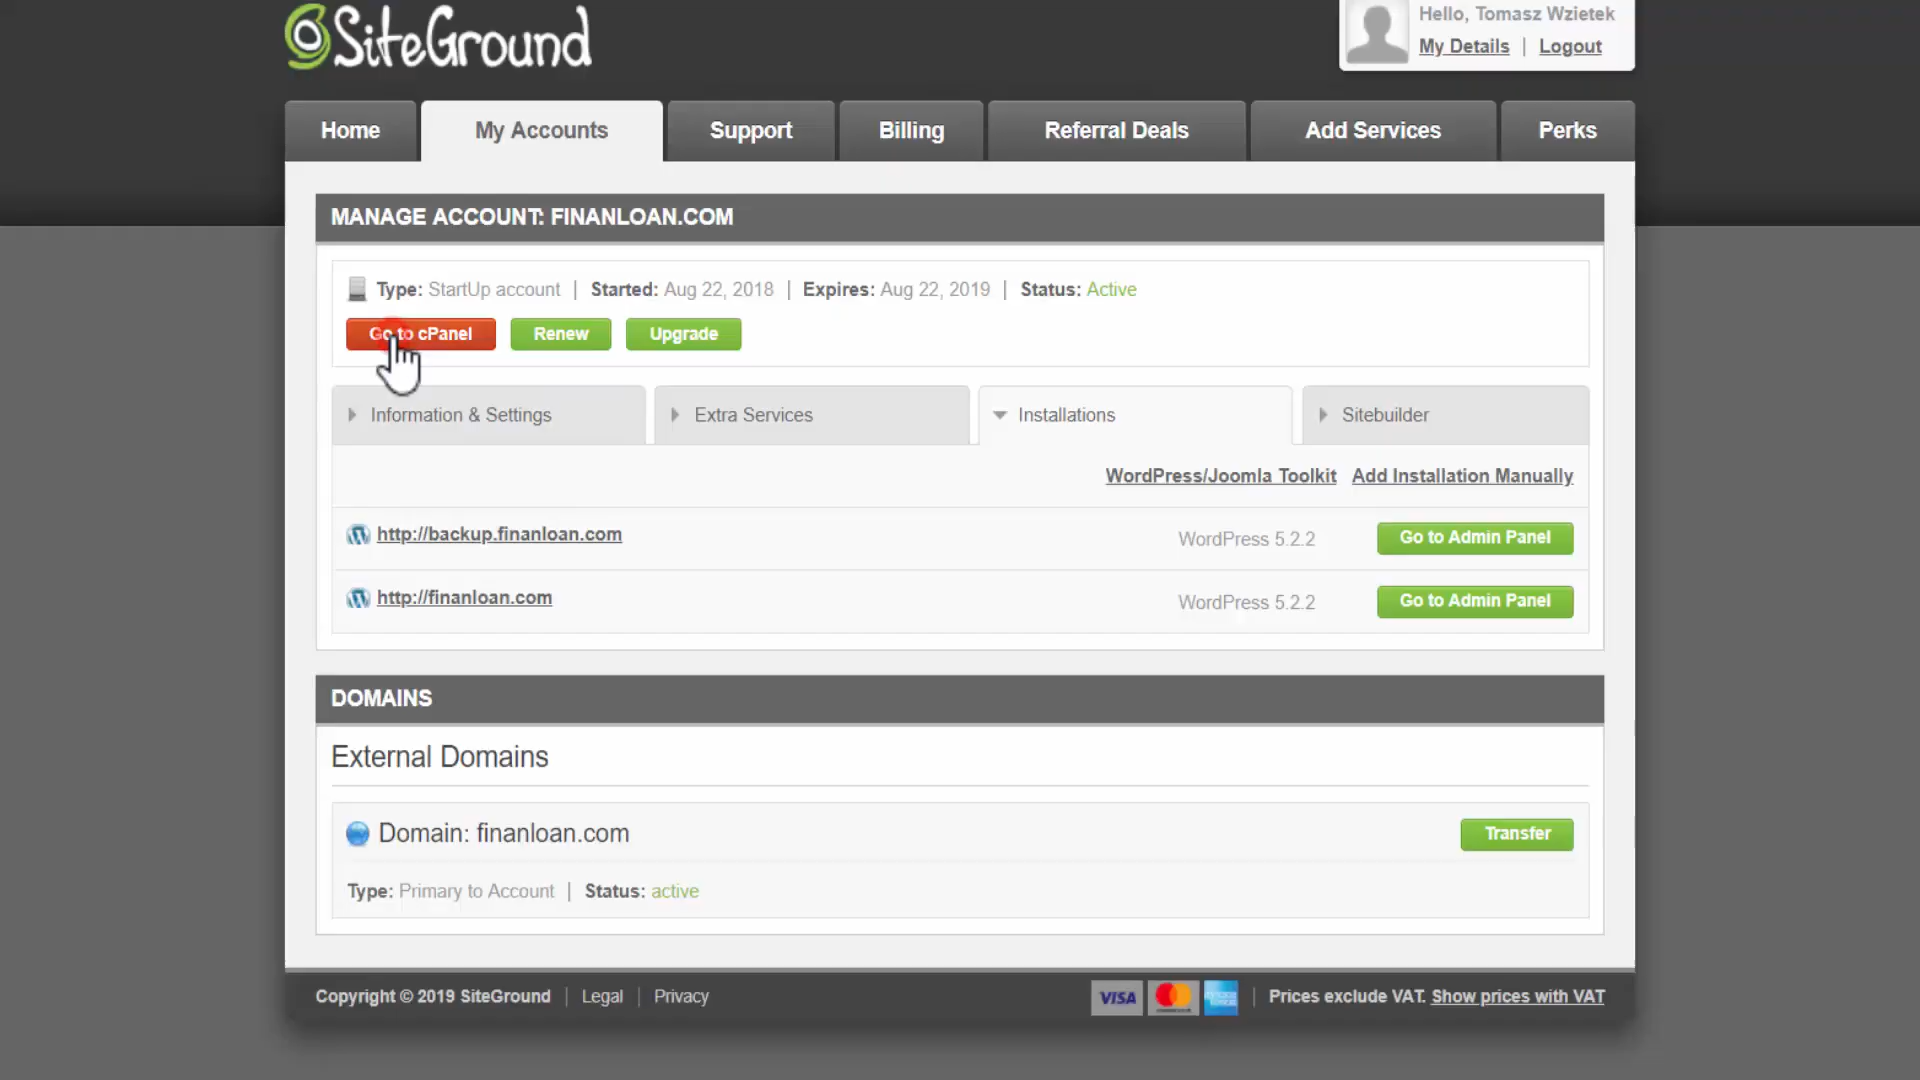 SiteGround
Hello, Tomasz Wzietek
My Details | Logout
Home
My Accounts
Support
Billing
Referral Deals
Add Services
Perks
MANAGE ACCOUNT: FINANLOAN.COM
Type: StartUp account | Started: Aug 22, 2018 | Expires: Aug 22, 2019 | Status: Active
Go to cPanel
Renew
Upgrade
Information & Settings
Extra Services
Installations
Sitebuilder
WordPress/Joomla Toolkit
Add Installation Manually
http://backup.finanloan.com
WordPress 5.2.2
Go to Admin Panel
http://finanloan.com
WordPress 5.2.2
Go to Admin Panel
DOMAINS
External Domains
Domain: finanloan.com
Transfer
Type: Primary to Account | Status: active
Copyright © 2019 SiteGround | Legal | Privacy
VISA
| Prices exclude VAT. Show prices with VAT